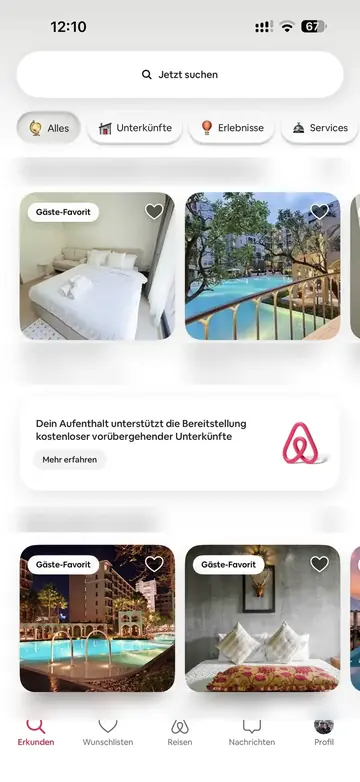 12:10
67
Jetzt suchen
Alles
Unterkünfte
Erlebnisse
Services
Gäste-Favorit
Dein Aufenthalt unterstützt die Bereitstellung
kostenloser vorübergehender Unterkünfte
Mehr erfahren
Gäste-Favorit
Gäste-Favorit
Erkunden
Wunschlisten
Reisen
Nachrichten
Profil